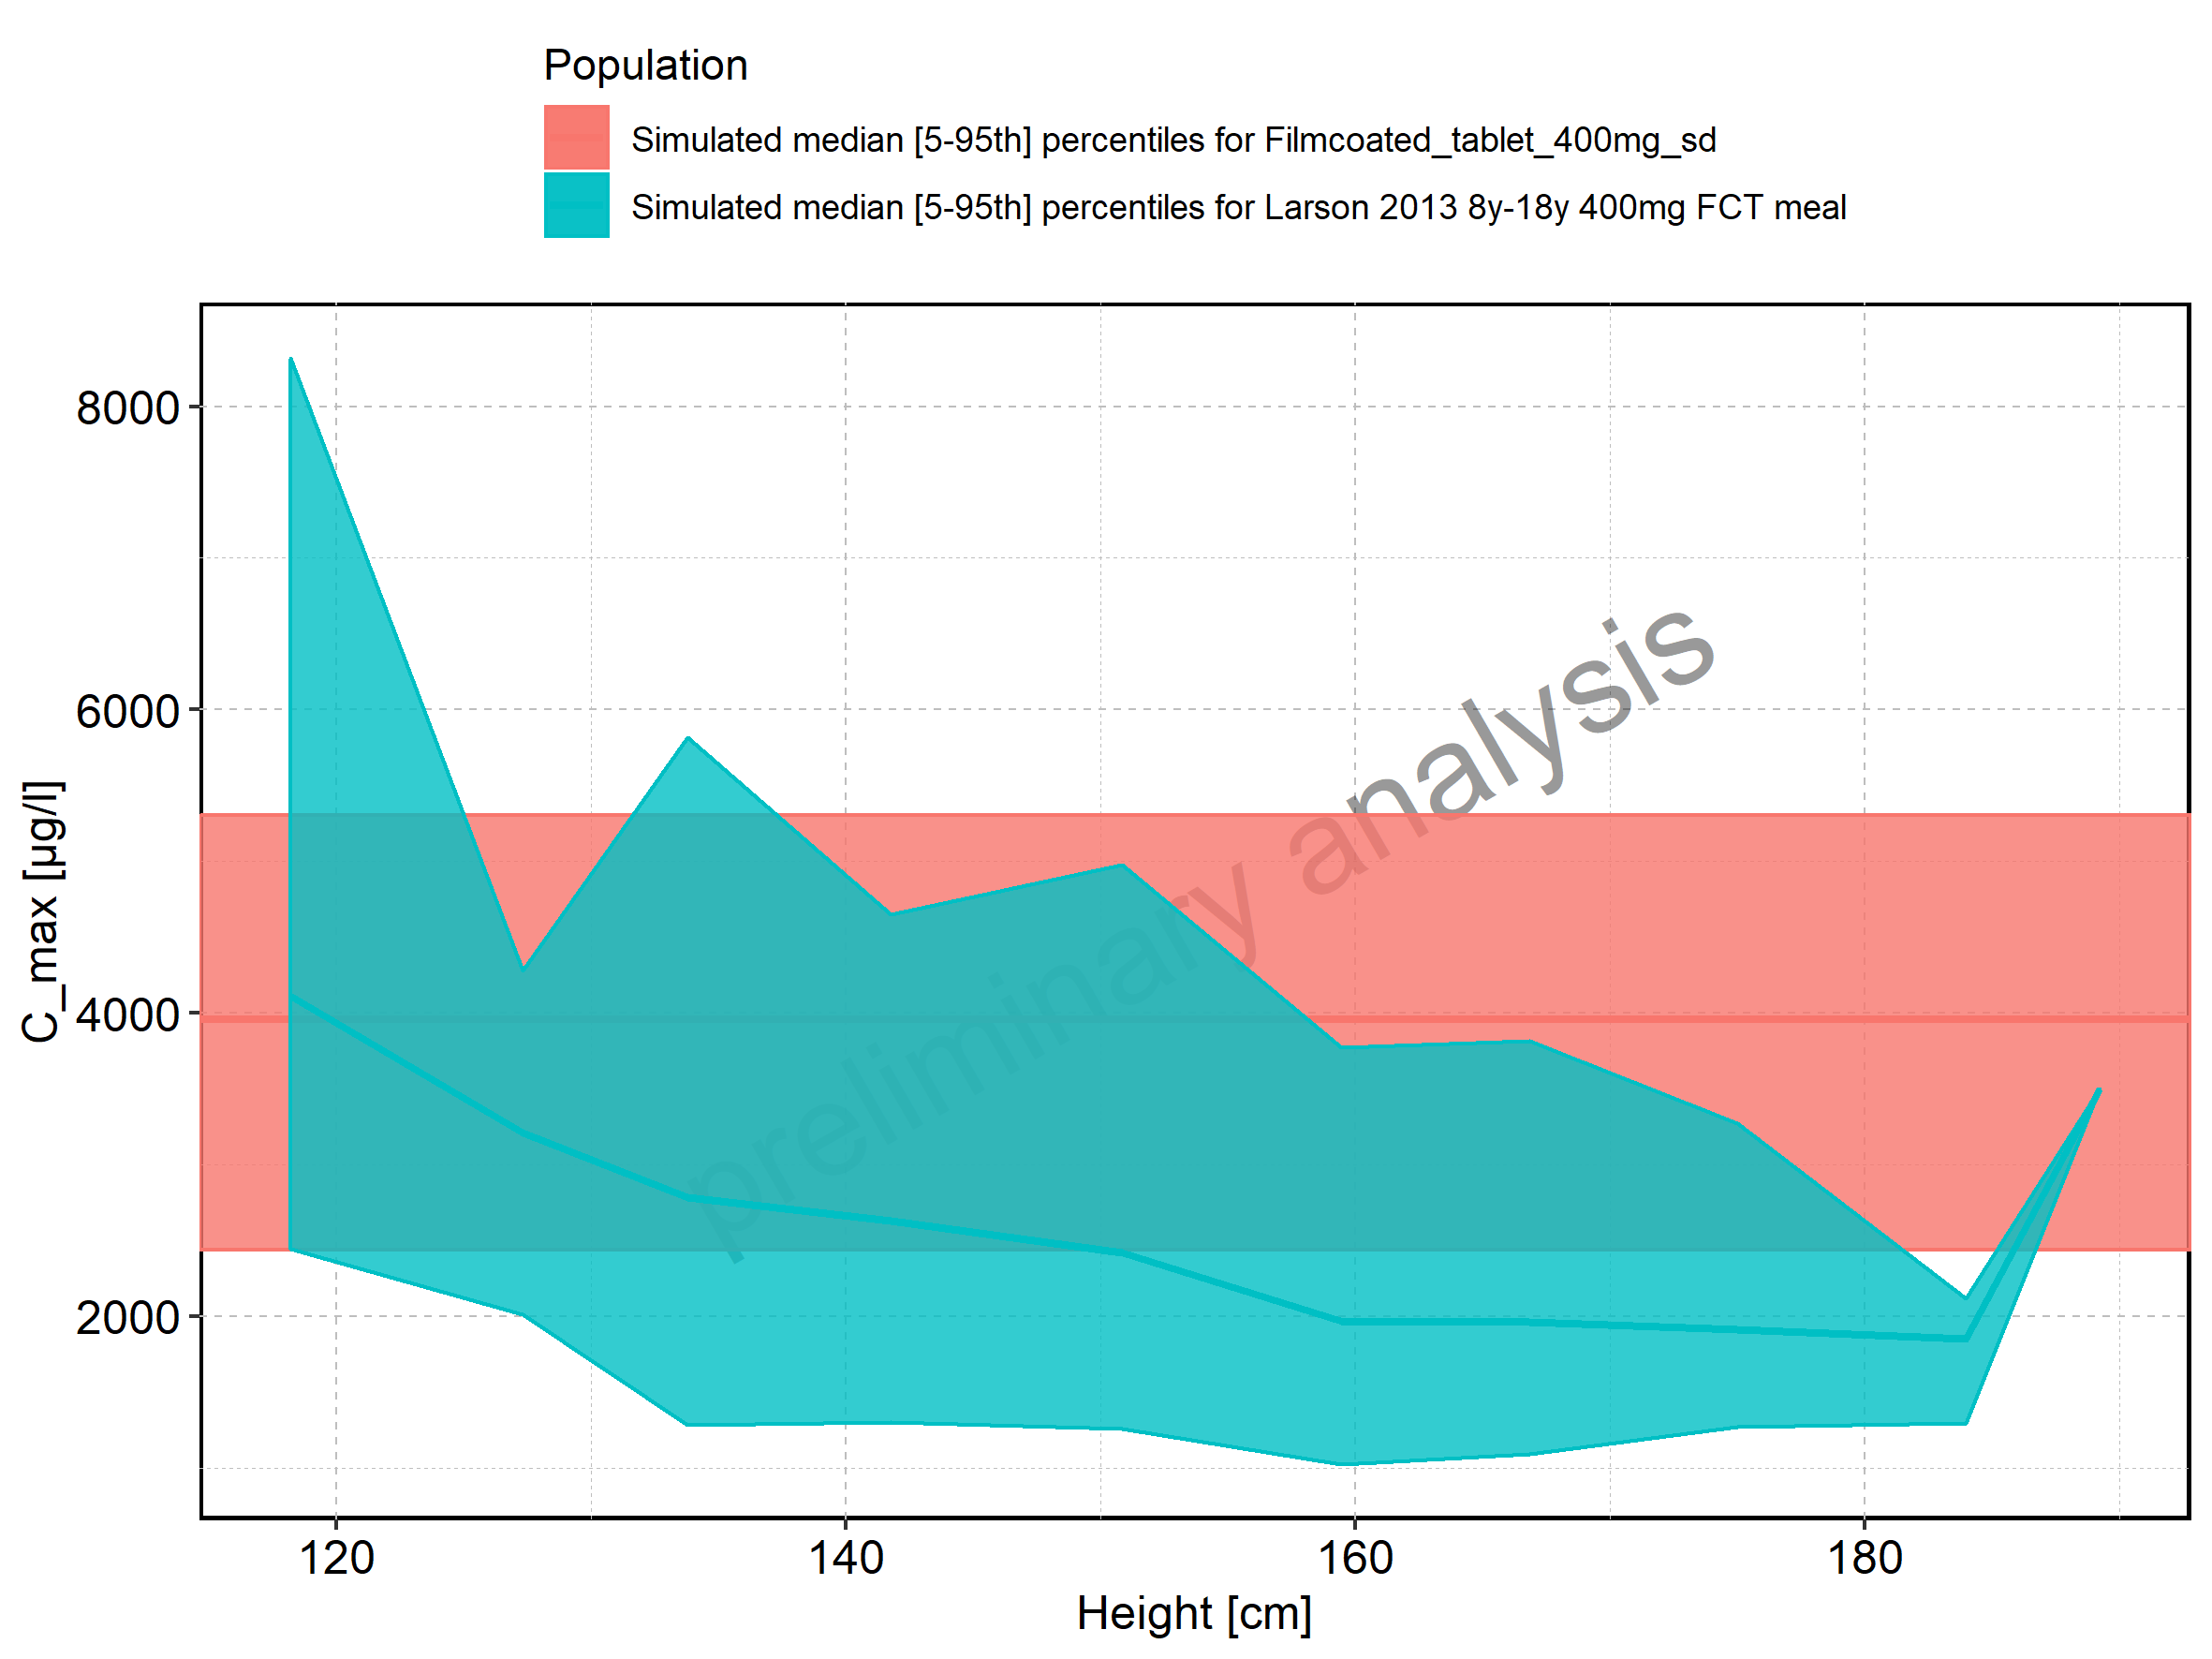 Population
Simulated median [5-95th] percentiles for Filmcoated_tablet_400mg_sd
Simulated median [5-95th] percentiles for Larson 2013 8y-18y 400mg FCT meal
8000
6000
4000
2000
C_max [µg/l]
preliminary analysis
120
140
160
180
Height [cm]